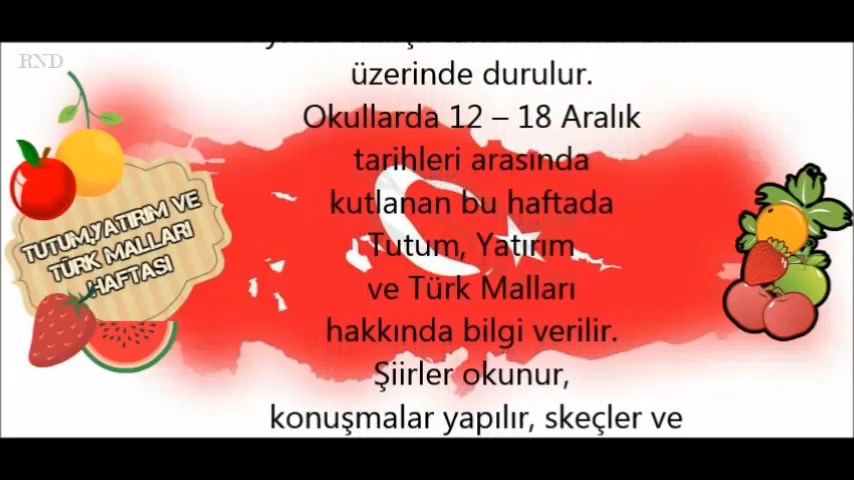 RND
üzerinde durulur.
Okullarda 12 – 18 Aralık
tarihleri arasında
kutlanan bu haftada
Tutum, Yatırım
ve Türk Malları
hakkında bilgi verilir.
Şiirler okunur,
konuşmalar yapılır, skeçler ve
TUTUM,YATIRIM VE
TÜRK MALLARI
HAFTASI